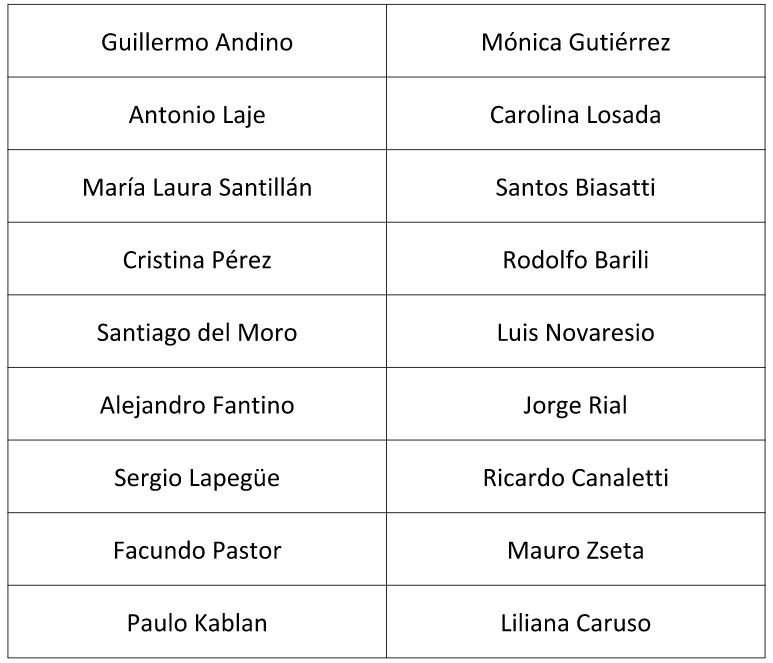 Guillermo Andino Mónica Gutiérrez
Antonio Laje Carolina Losada
María Laura Santillán Santos Biasatti
Cristina Pérez Rodolfo Barili
Santiago del Moro Luis Novaresio
Alejandro Fantino Jorge Rial
Sergio Lapegüe Ricardo Canaletti
Facundo Pastor Mauro Zseta
Paulo Kablan Liliana Caruso